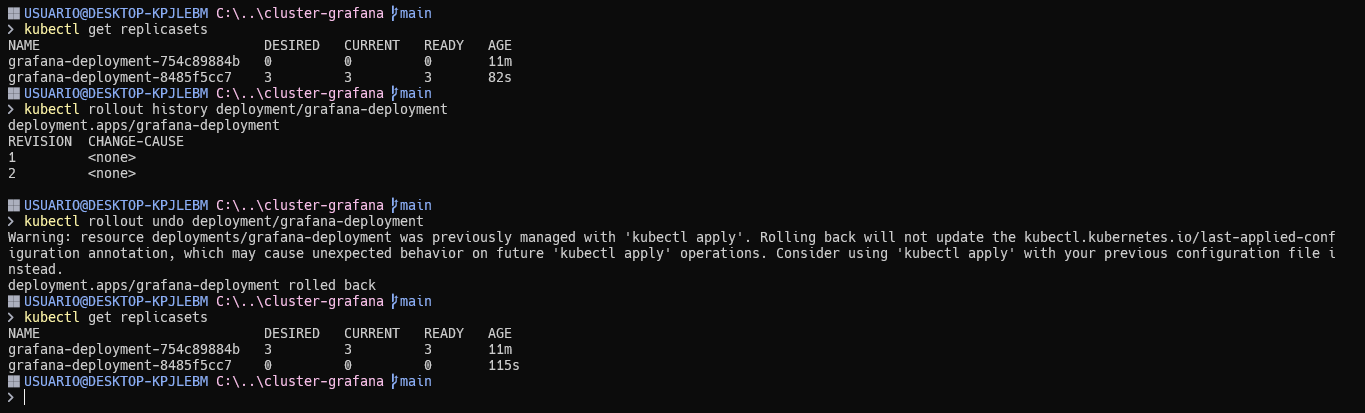 USUARIO@DESKTOP-KPJLEBM C:\..\cluster-grafana main
> kubectl get replicasets
NAME                            DESIRED   CURRENT   READY   AGE
grafana-deployment-754c89884b   0         0         0       11m
grafana-deployment-8485f5cc7    3         3         3       82s
USUARIO@DESKTOP-KPJLEBM C:\..\cluster-grafana main
> kubectl rollout history deployment/grafana-deployment
deployment.apps/grafana-deployment
REVISION  CHANGE-CAUSE
1         <none>
2         <none>
USUARIO@DESKTOP-KPJLEBM C:\..\cluster-grafana main
> kubectl rollout undo deployment/grafana-deployment
Warning: resource deployments/grafana-deployment was previously managed with 'kubectl apply'. Rolling back will not update the kubectl.kubernetes.io/last-applied-conf
iguration annotation, which may cause unexpected behavior on future 'kubectl apply' operations. Consider using 'kubectl apply' with your previous configuration file i
nstead.
deployment.apps/grafana-deployment rolled back
USUARIO@DESKTOP-KPJLEBM C:\..\cluster-grafana main
> kubectl get replicasets
NAME                            DESIRED   CURRENT   READY   AGE
grafana-deployment-754c89884b   3         3         3       11m
grafana-deployment-8485f5cc7    0         0         0       115s
USUARIO@DESKTOP-KPJLEBM C:\..\cluster-grafana main
>